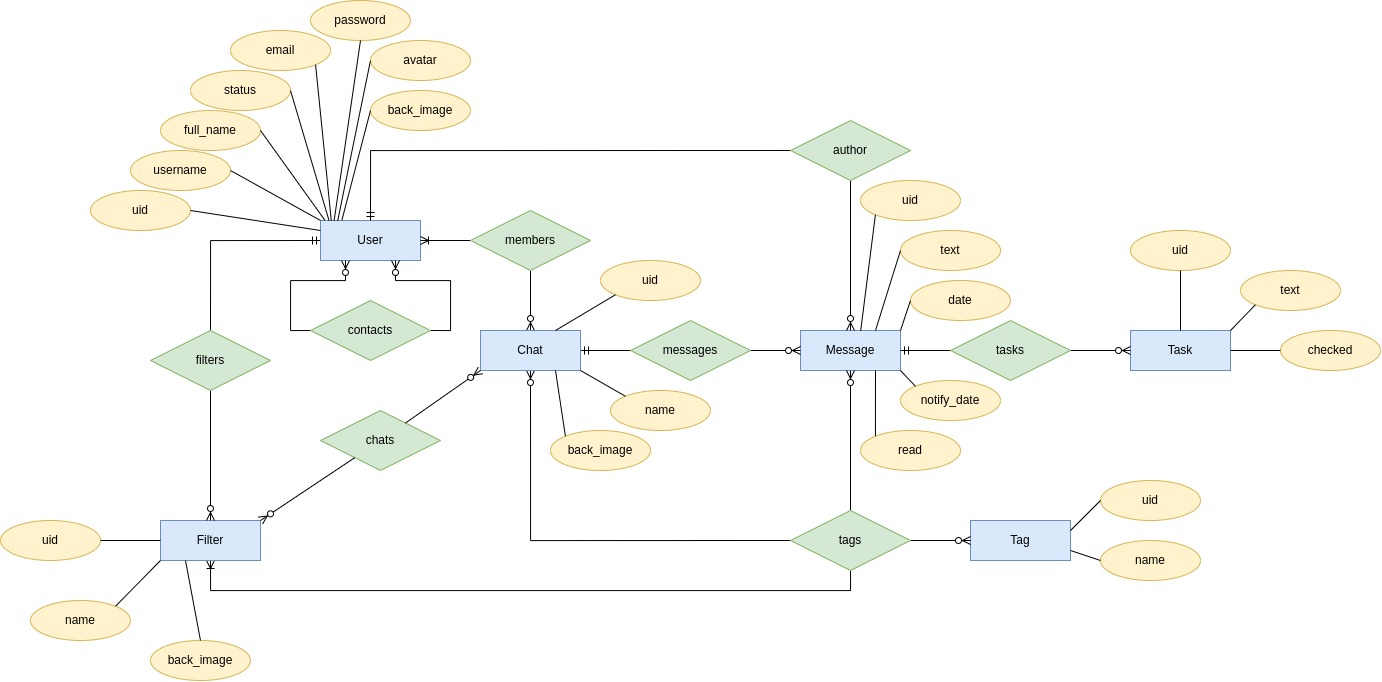 password
email
avatar
status
back_image
full_name
username
author
uid
uid
User
members
text
uid
uid
date
text
contacts
filters
Chat
messages
Message
tasks
Task
checked
name
notify_date
chats
back_image
read
uid
uid
Filter
tags
Tag
name
name
back_image